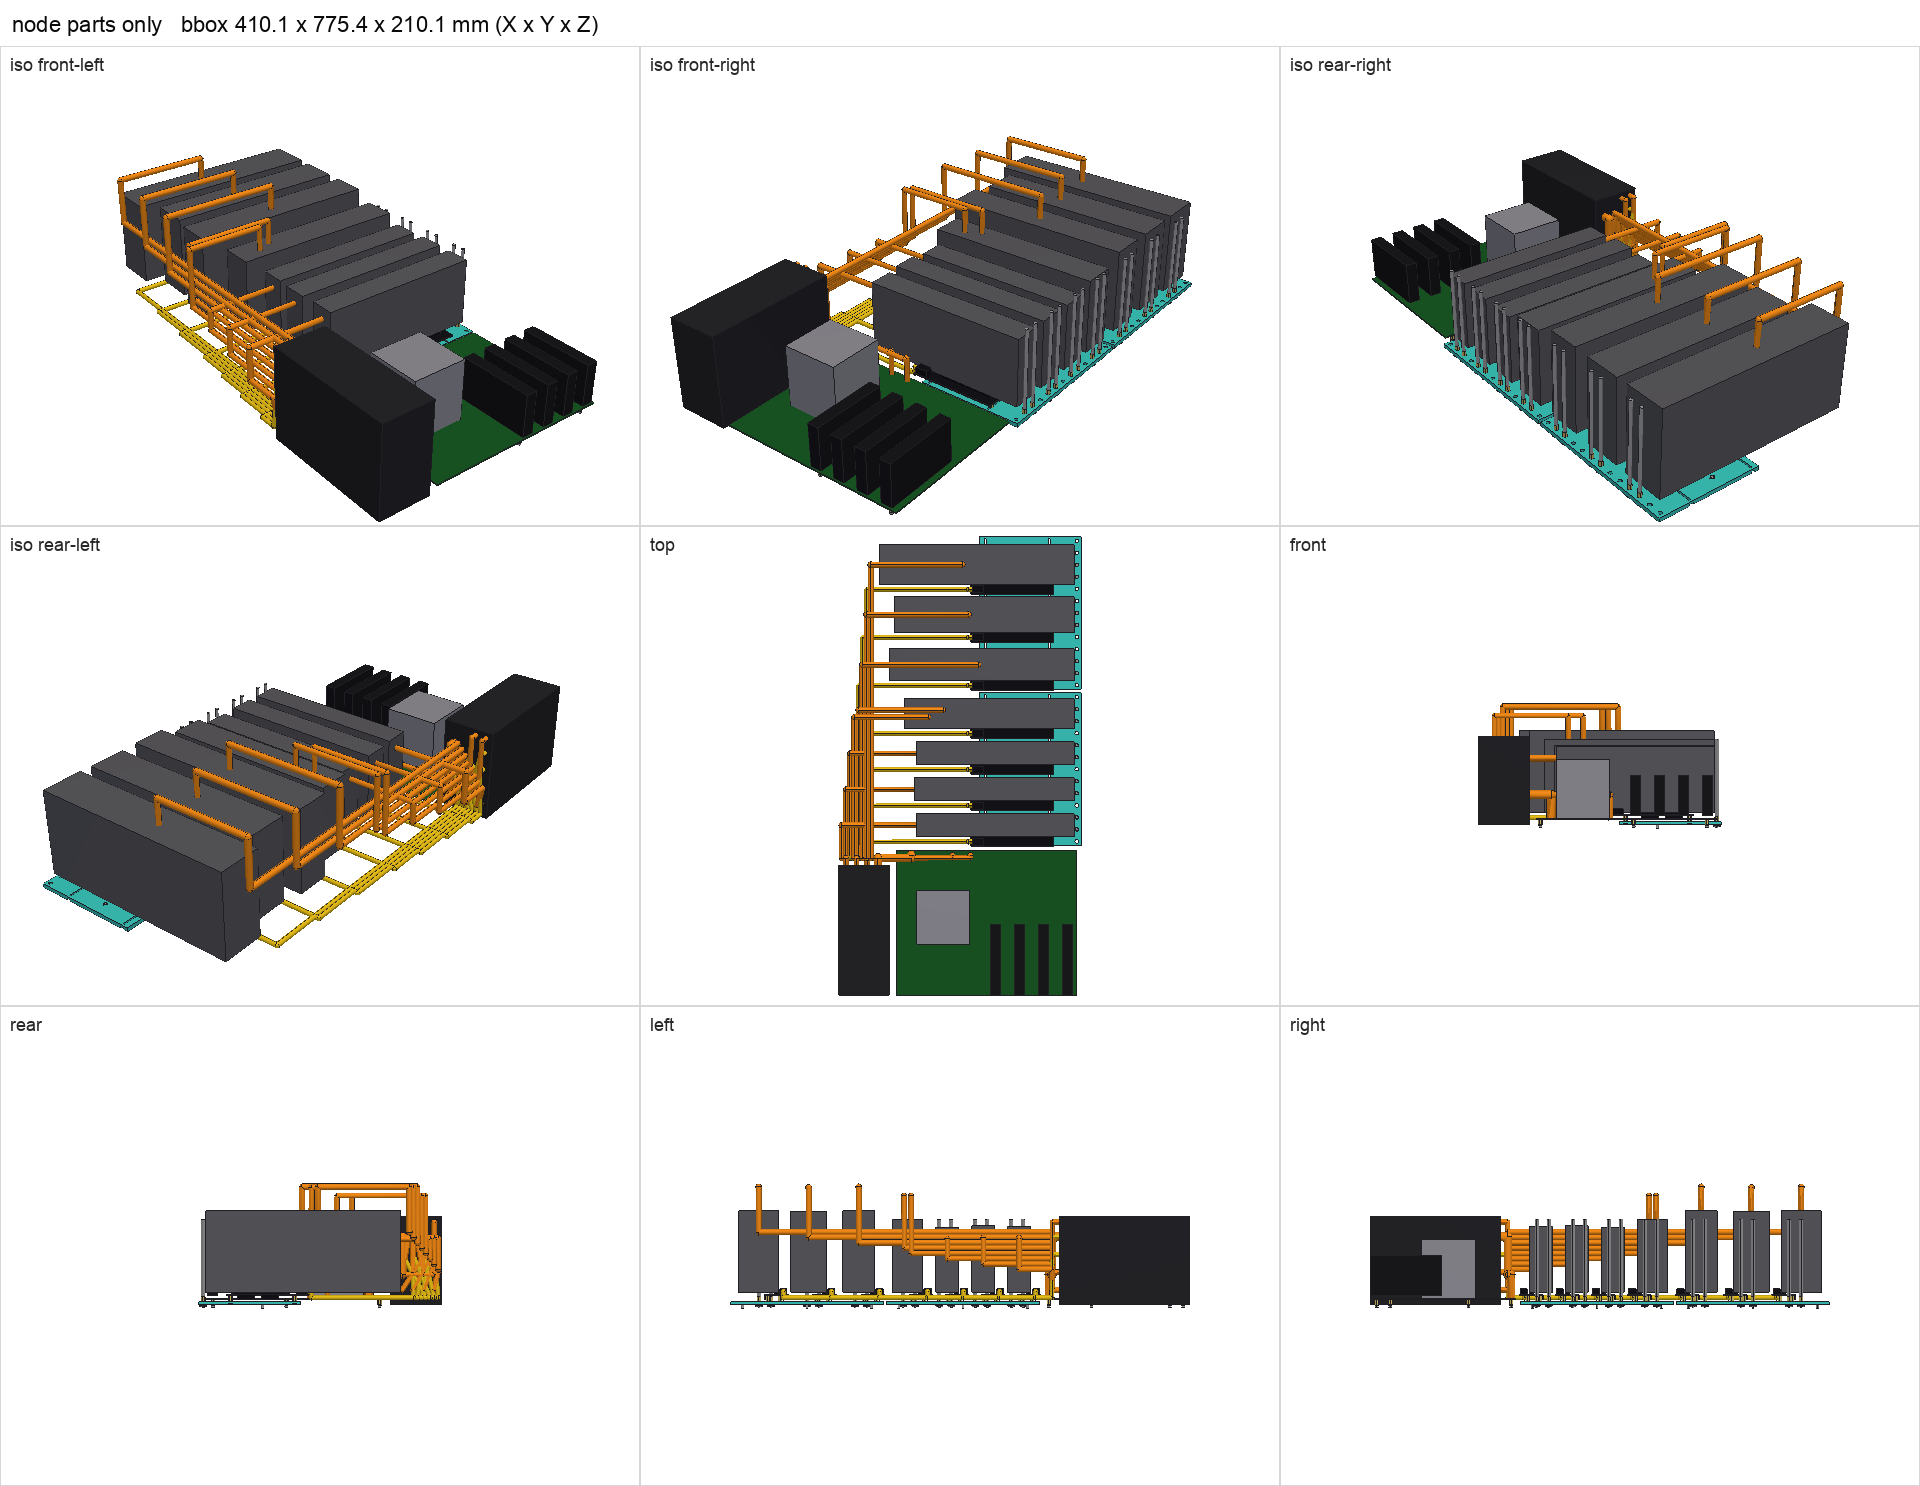 node parts only bbox 410.1 x 775.4 x 210.1 mm (X x Y x Z)
iso front-left
iso front-right
iso rear-right
iso rear-left
top
front
rear
left
right